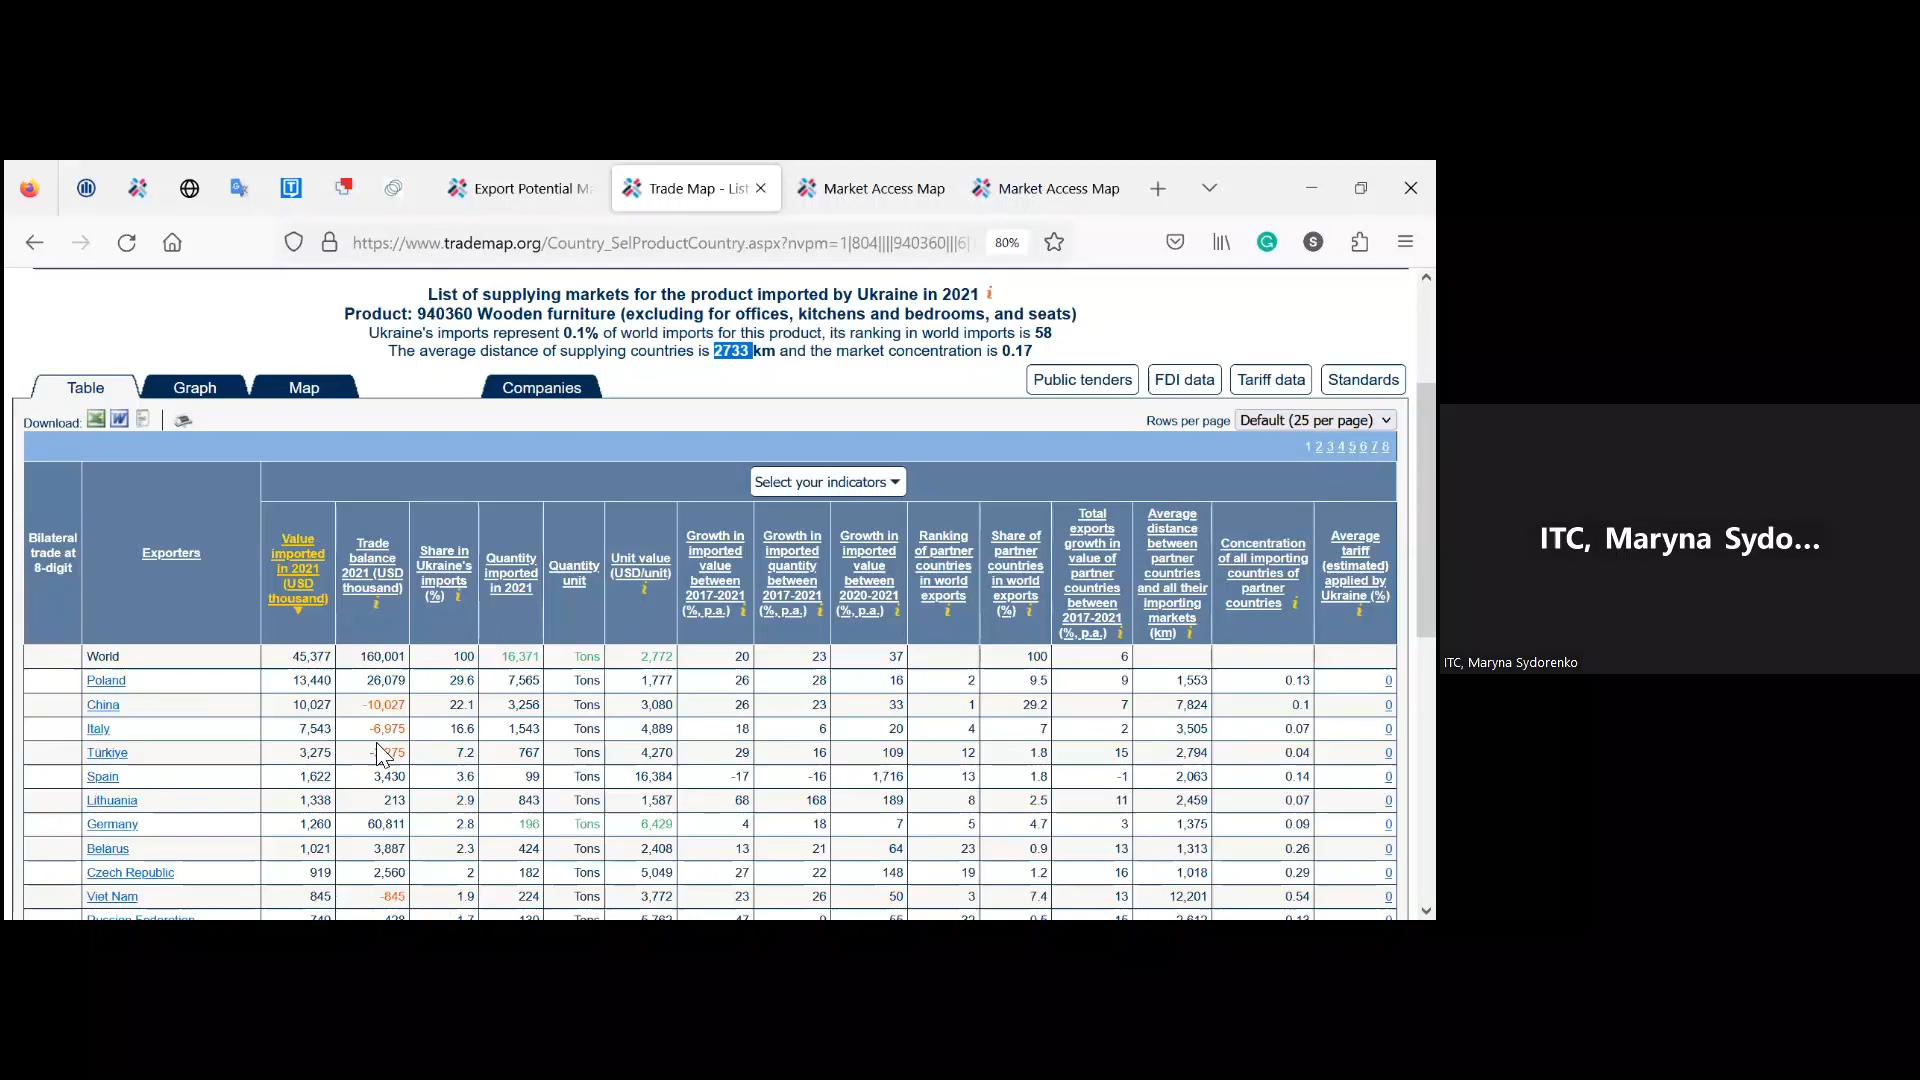 Export Potential M
Trade Map - List
Market Access Map
Market Access Map
https://www.trademap.org/Country_SelProductCountry.aspx?nvpm=1|804||||940360|||6|
80%
List of supplying markets for the product imported by Ukraine in 2021 i
Product: 940360 Wooden furniture (excluding for offices, kitchens and bedrooms, and seats)
Ukraine's imports represent 0.1% of world imports for this product, its ranking in world imports is 58
The average distance of supplying countries is 2733 km and the market concentration is 0.17
Table Graph Map Companies
Public tenders FDI data Tariff data Standards
Download:
Rows per page Default (25 per page)
1 2 3 4 5 6 7 8
Select your indicators
Bilateral trade at 8-digit
Exporters
Value imported in 2021 (USD thousand)
Trade balance 2021 (USD thousand) i
Share in Ukraine's imports (%) i
Quantity imported in 2021
Quantity unit
Unit value (USD/unit) i
Growth in imported value between 2017-2021 (%, p.a.) i
Growth in imported quantity between 2017-2021 (%, p.a.) i
Growth in imported value between 2020-2021 (%, p.a.) i
Ranking of partner countries in world exports i
Share of partner countries in world exports (%) i
Total exports growth in value of partner countries between 2017-2021 (%, p.a.) i
Average distance between partner countries and all their importing markets (km) i
Concentration of all importing countries of partner countries i
Average tariff (estimated) applied by Ukraine (%) i
World 45,377 160,001 100 16,371 Tons 2,772 20 23 37 100 6
Poland 13,440 26,079 29.6 7,565 Tons 1,777 26 28 16 2 9.5 9 1,553 0.13 0
China 10,027 -10,027 22.1 3,256 Tons 3,080 26 23 33 1 29.2 7 7,824 0.1 0
Italy 7,543 -6,975 16.6 1,543 Tons 4,889 18 6 20 4 7 2 3,505 0.07 0
Türkiye 3,275 7.2 767 Tons 4,270 29 16 109 12 1.8 15 2,794 0.04 0
Spain 1,622 3,430 3.6 99 Tons 16,384 -17 -16 1,716 13 1.8 -1 2,063 0.14 0
Lithuania 1,338 213 2.9 843 Tons 1,587 68 168 189 8 2.5 11 2,459 0.07 0
Germany 1,260 60,811 2.8 196 Tons 6,429 4 18 7 5 4.7 3 1,375 0.09 0
Belarus 1,021 3,887 2.3 424 Tons 2,408 13 21 64 23 0.9 13 1,313 0.26 0
Czech Republic 919 2,560 2 182 Tons 5,049 27 22 148 19 1.2 16 1,018 0.29 0
Viet Nam 845 -845 1.9 224 Tons 3,772 23 26 50 3 7.4 13 12,201 0.54 0
Russian Federation
ITC, Maryna Sydo...
ITC, Maryna Sydorenko